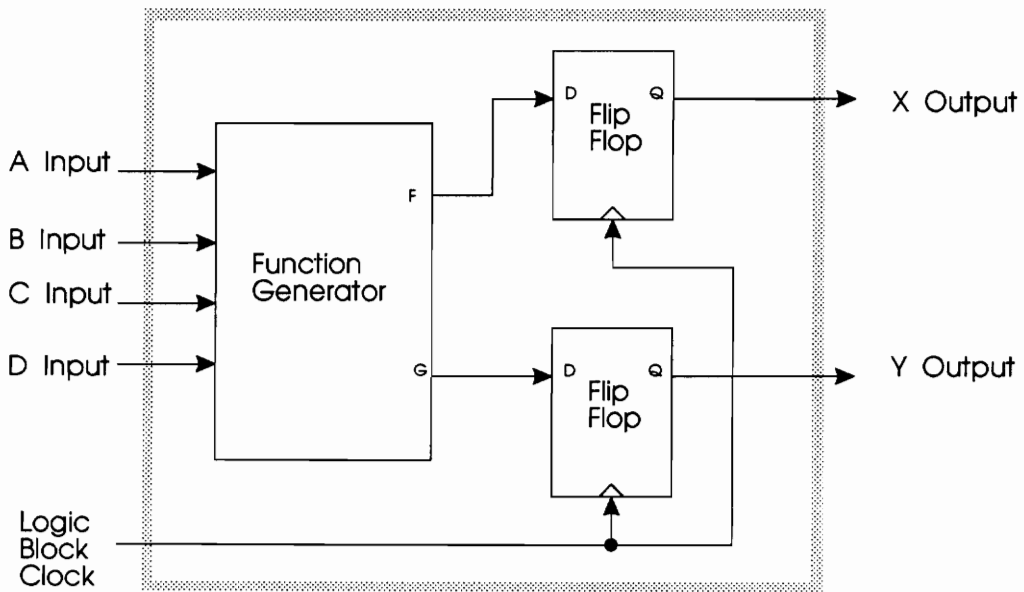 D
Q
Flip
Flop
X Output
A Input
F
B Input
Function
Generator
C Input
D Input
G
D
Q
Flip
Flop
Y Output
Logic
Block
Clock